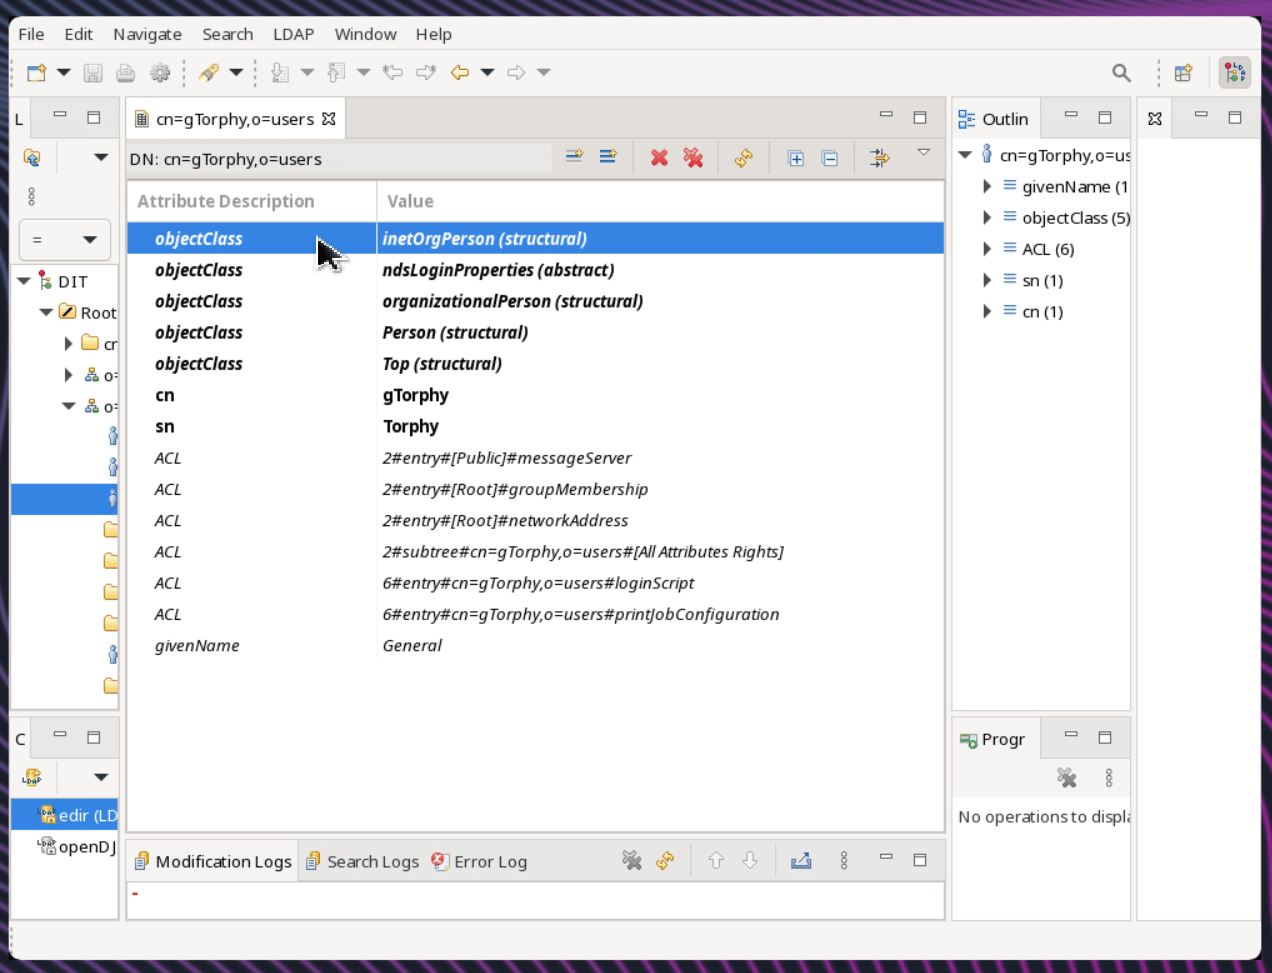 File Edit Navigate Search LDAP Window Help
L
cn=gTorphy,o=users
Outlin
DN: cn=gTorphy,o=users
=
DIT
Root
cr
o=
o=
Attribute Description Value
objectClass inetOrgPerson (structural)
objectClass ndsLoginProperties (abstract)
objectClass organizationalPerson (structural)
objectClass Person (structural)
objectClass Top (structural)
cn gTorphy
sn Torphy
ACL 2#entry#[Public]#messageServer
ACL 2#entry#[Root]#groupMembership
ACL 2#entry#[Root]#networkAddress
ACL 2#subtree#cn=gTorphy,o=users#[All Attributes Rights]
ACL 6#entry#cn=gTorphy,o=users#loginScript
ACL 6#entry#cn=gTorphy,o=users#printJobConfiguration
givenName General
cn=gTorphy,o=us
givenName (1
objectClass (5)
ACL (6)
sn (1)
cn (1)
C
edir (LD
openDJ
Modification Logs Search Logs Error Log
-
Progr
No operations to displa